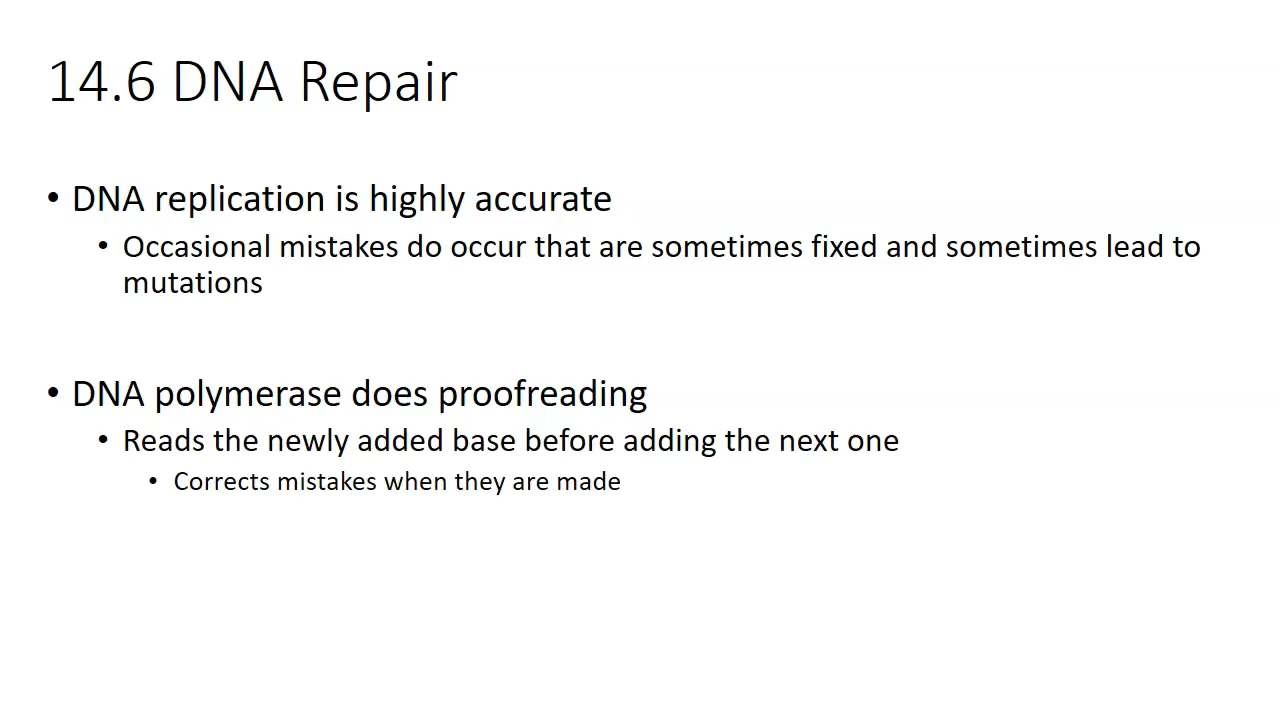 14.6 DNA Repair
• DNA replication is highly accurate
• Occasional mistakes do occur that are sometimes fixed and sometimes lead to
mutations
• DNA polymerase does proofreading
• Reads the newly added base before adding the next one
• Corrects mistakes when they are made